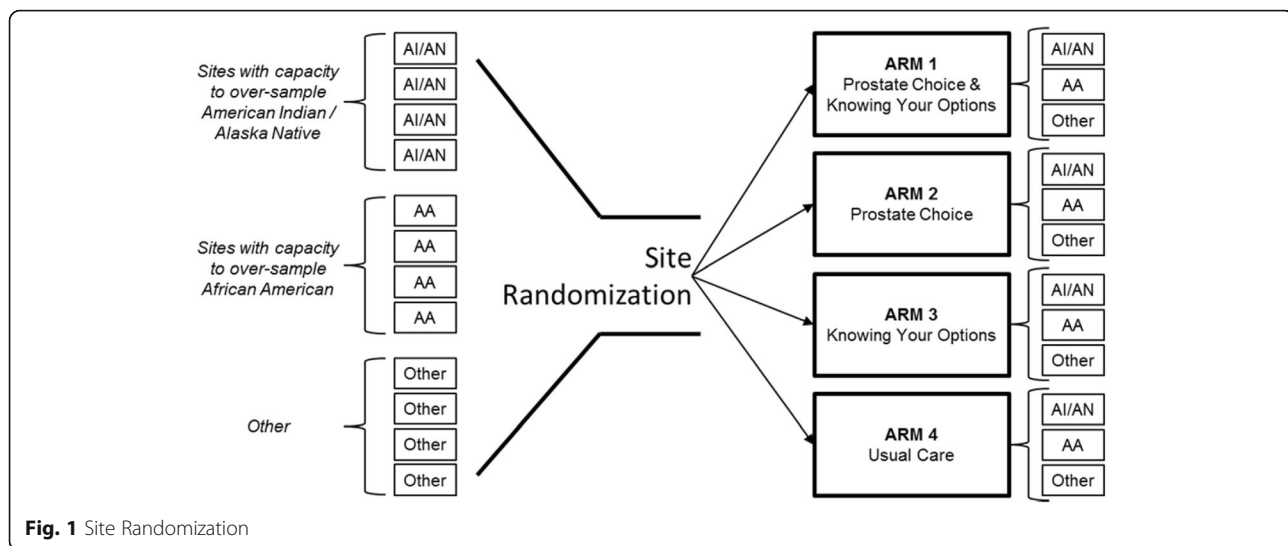 Sites with capacity
to over-sample
American Indian /
Alaska Native
AI/AN
AI/AN
AI/AN
AI/AN
Sites with capacity
to over-sample
African American
AA
AA
AA
AA
Other
Other
Other
Other
Other
Site
Randomization
ARM 1
Prostate Choice &
Knowing Your Options
AI/AN
AA
Other
ARM 2
Prostate Choice
AI/AN
AA
Other
ARM 3
Knowing Your Options
AI/AN
AA
Other
ARM 4
Usual Care
AI/AN
AA
Other
Fig. 1 Site Randomization